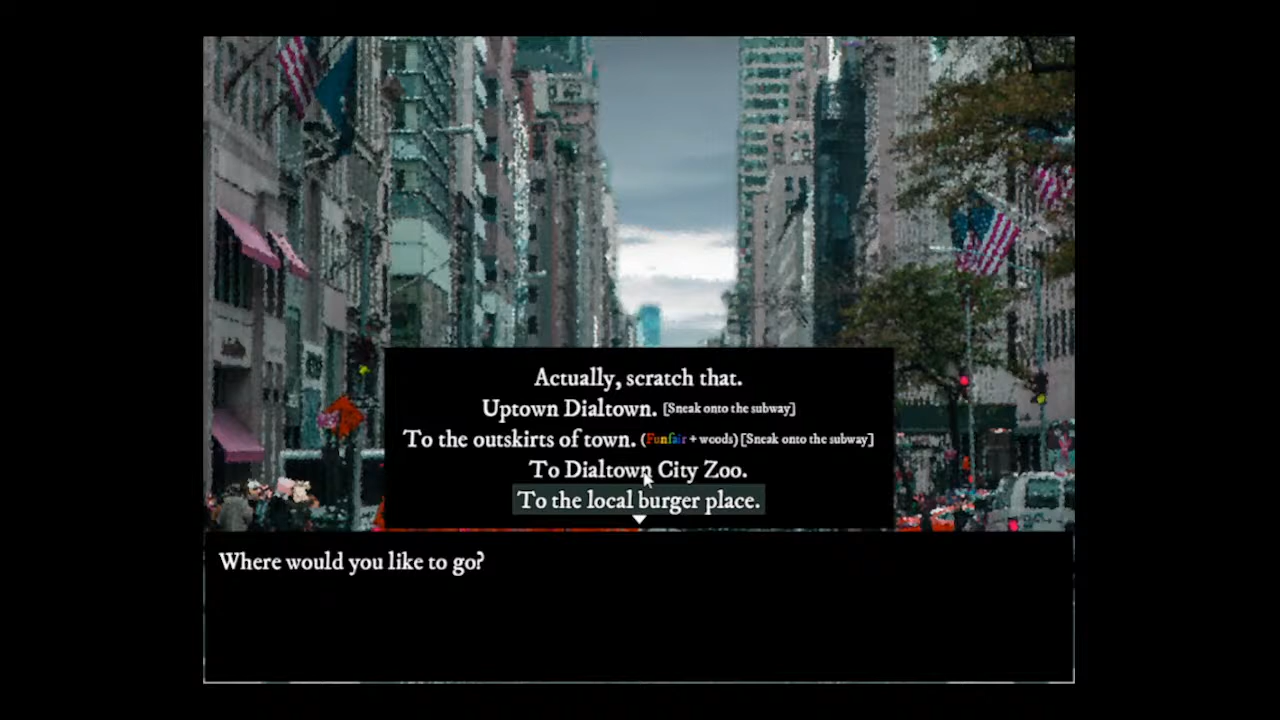 Actually, scratch that.
Uptown Dialtown. [Sneak onto the subway]
To the outskirts of town. (Funfair + woods) [Sneak onto the subway]
To Dialtown City Zoo.
To the local burger place.
Where would you like to go?